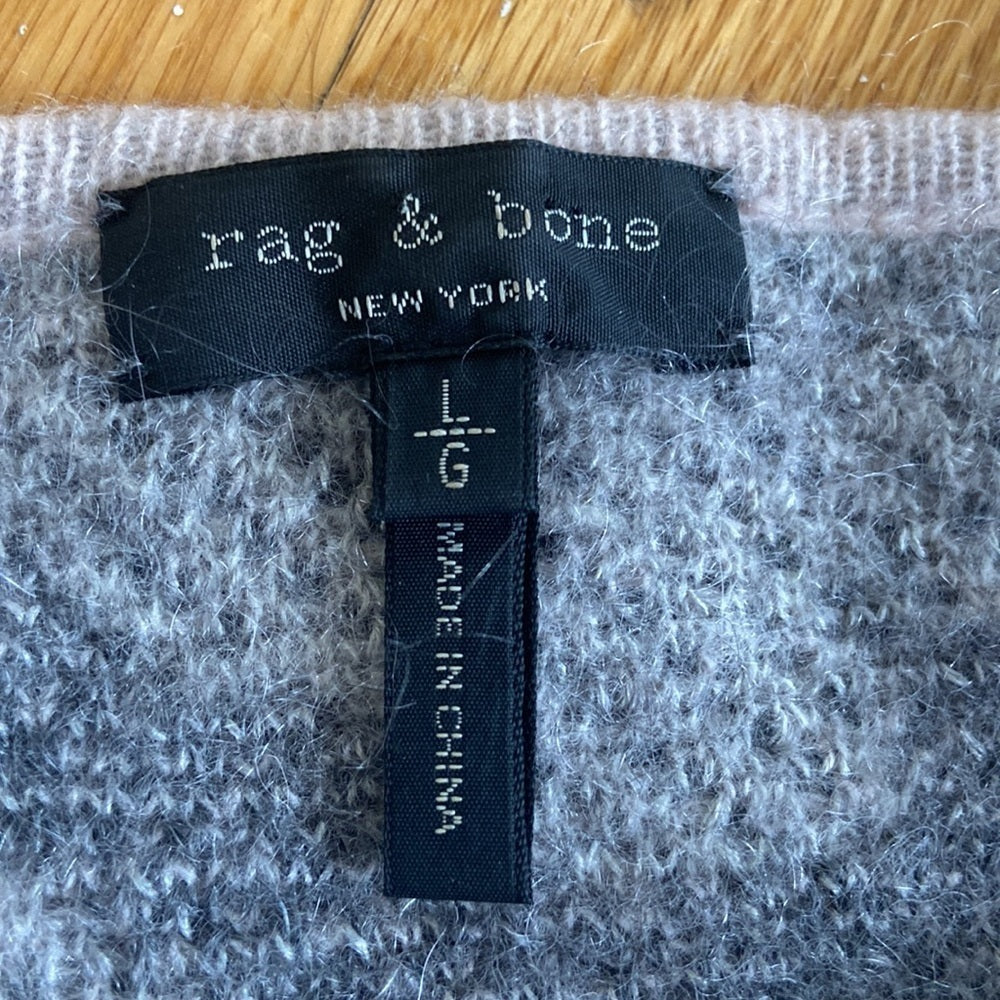 rag & bone
NEW YORK
L/G
MADE IN CHINA